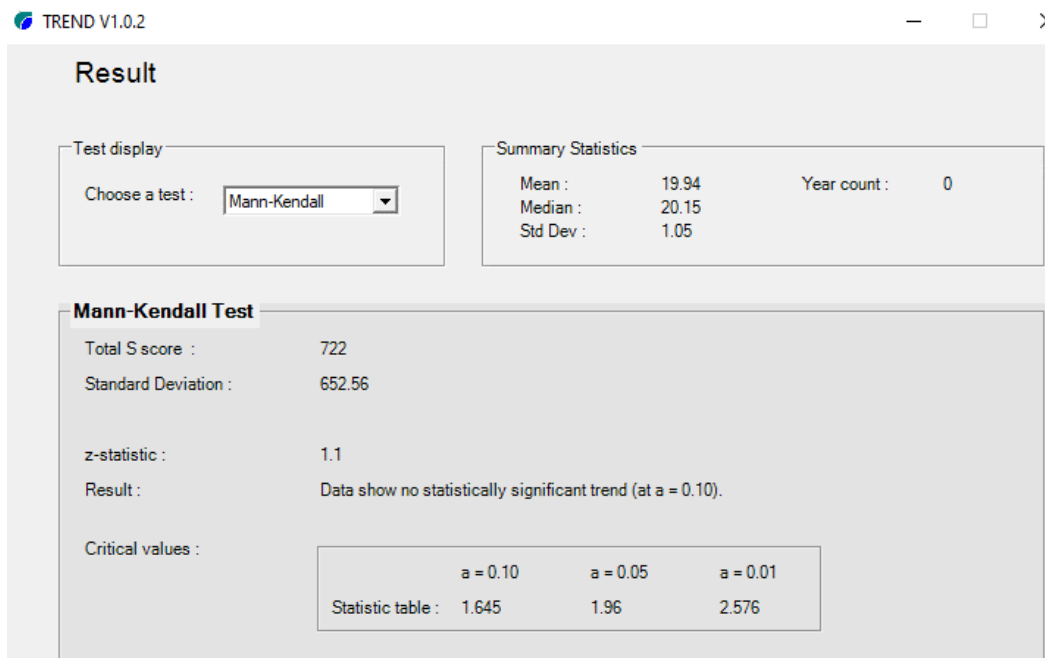 TREND V1.0.2
Result
Test display
Choose a test :
Mann-Kendall
Summary Statistics
Mean : 19.94 Year count : 0
Median : 20.15
Std Dev : 1.05
Mann-Kendall Test
Total S score : 722
Standard Deviation : 652.56
z-statistic : 1.1
Result : Data show no statistically significant trend (at a = 0.10).
Critical values :
a = 0.10 a = 0.05 a = 0.01
Statistic table : 1.645 1.96 2.576